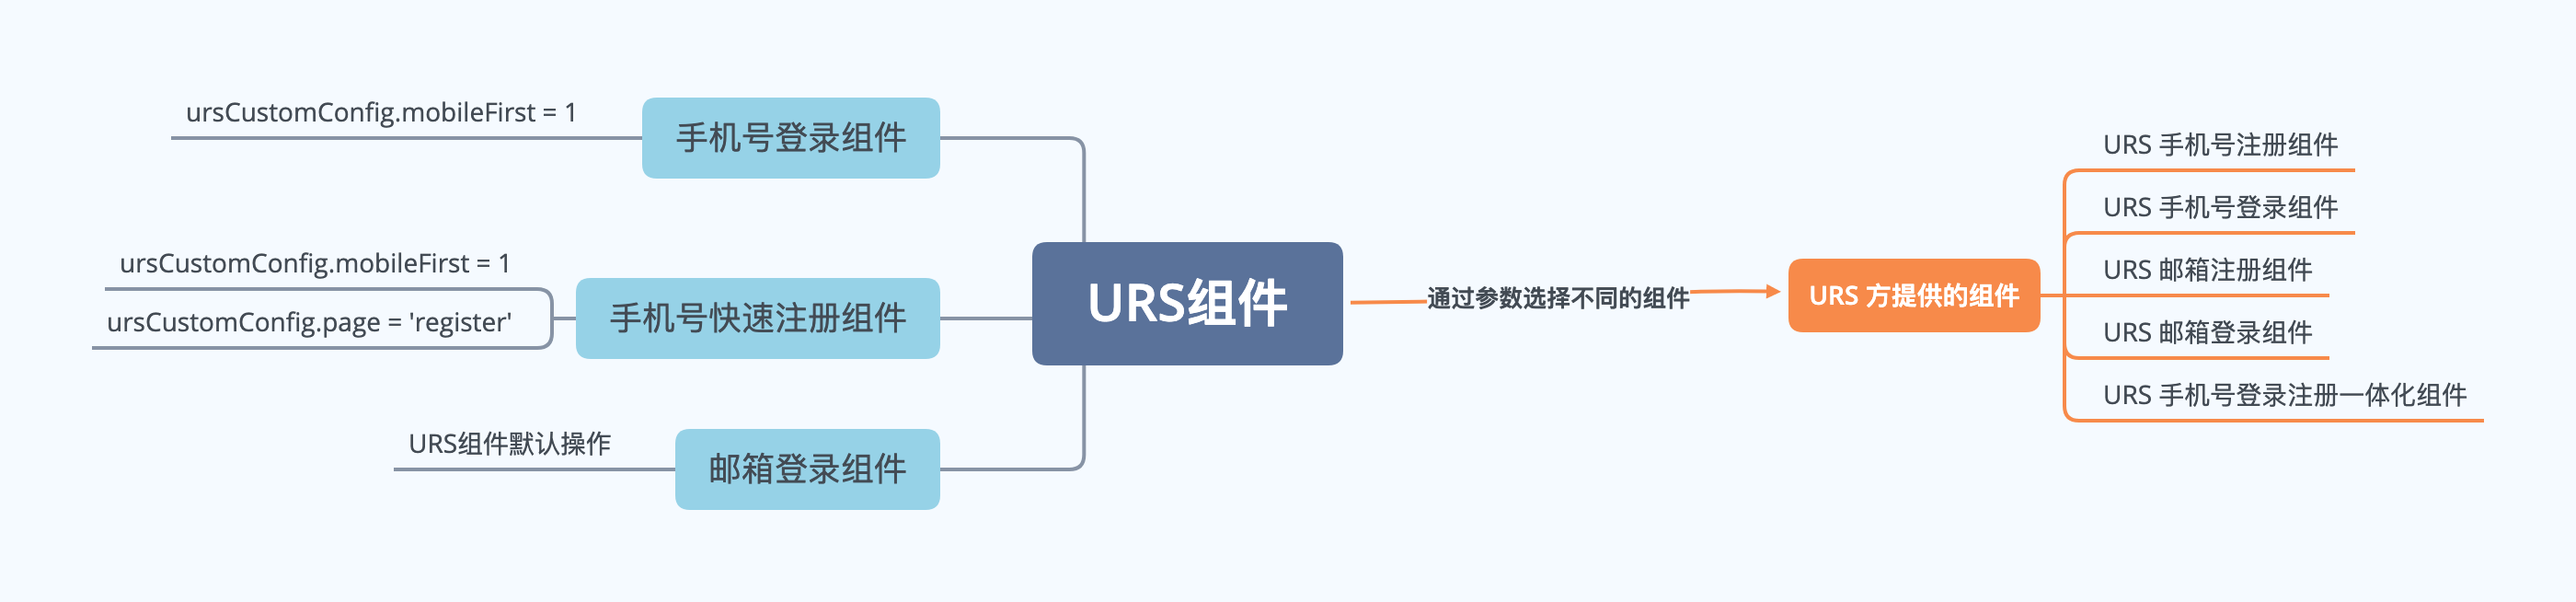 ursCustomConfig.mobileFirst = 1
手机号登录组件
ursCustomConfig.mobileFirst = 1
ursCustomConfig.page = 'register'
手机号快速注册组件
URS组件默认操作
邮箱登录组件
URS组件
通过参数选择不同的组件
URS 方提供的组件
URS 手机号注册组件
URS 手机号登录组件
URS 邮箱注册组件
URS 邮箱登录组件
URS 手机号登录注册一体化组件